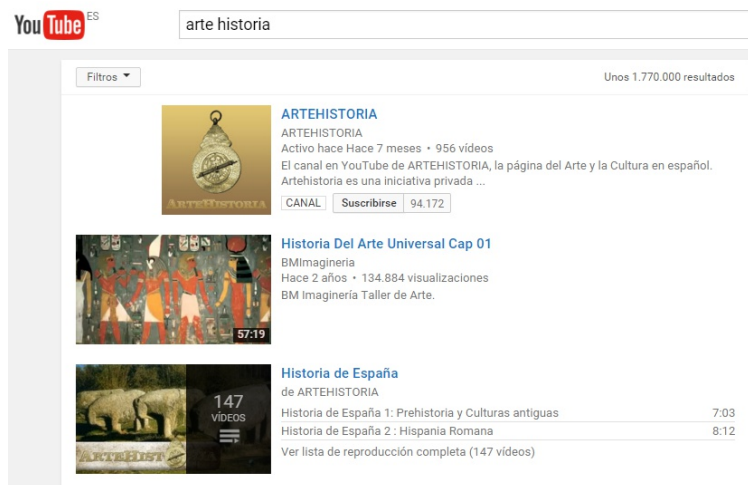 YouTube ES
arte historia
Filtros
Unos 1.770.000 resultados
ARTEHISTORIA
ARTEHISTORIA
ARTEHISTORIA
Activo hace Hace 7 meses • 956 vídeos
El canal en YouTube de ARTEHISTORIA, la página del Arte y la Cultura en español.
Artehistoria es una iniciativa privada ...
CANAL Suscribirse 94.172
57:19
Historia Del Arte Universal Cap 01
BMImagineria
Hace 2 años • 134.884 visualizaciones
BM Imaginería Taller de Arte.
147
VÍDEOS
ARTEHIST
Historia de España
de ARTEHISTORIA
Historia de España 1: Prehistoria y Culturas antiguas 7:03
Historia de España 2 : Hispania Romana 8:12
Ver lista de reproducción completa (147 vídeos)